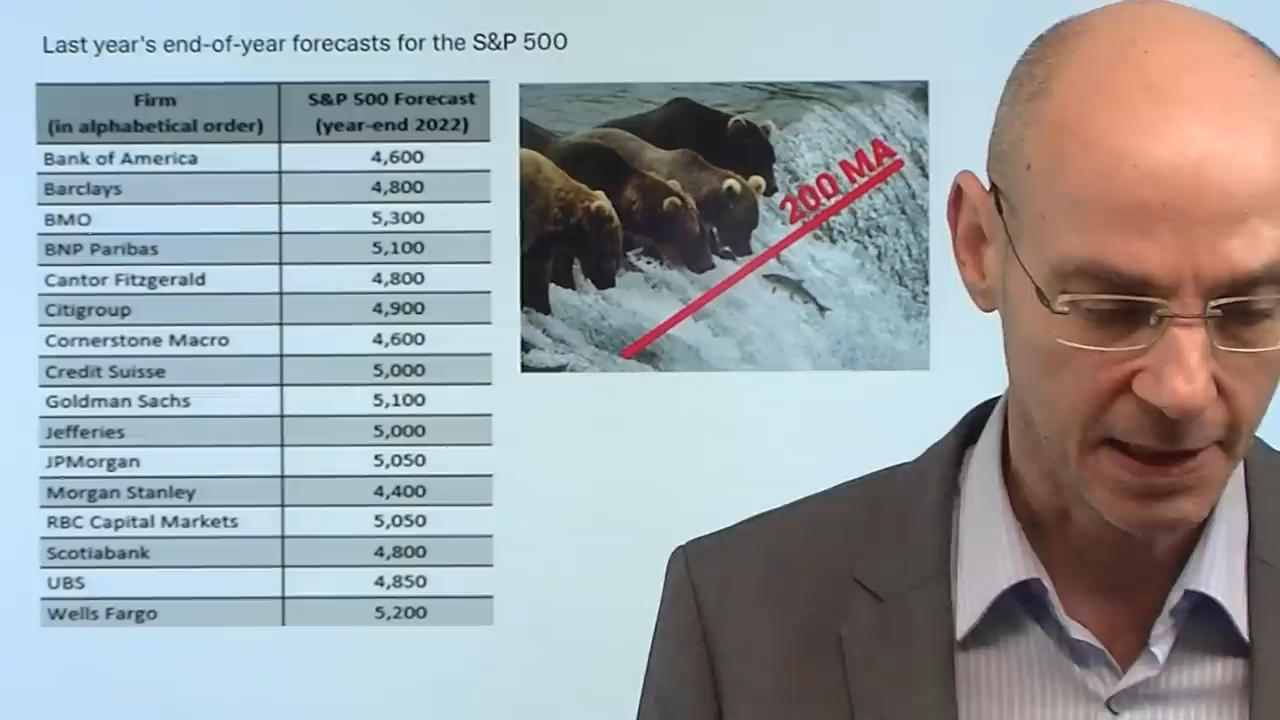 Last year's end-of-year forecasts for the S&P 500
Firm S&P 500 Forecast
(in alphabetical order) (year-end 2022)
Bank of America 4,600
Barclays 4,800
BMO 5,300
BNP Paribas 5,100
Cantor Fitzgerald 4,800
Citigroup 4,900
Cornerstone Macro 4,600
Credit Suisse 5,000
Goldman Sachs 5,100
Jefferies 5,000
JPMorgan 5,050
Morgan Stanley 4,400
RBC Capital Markets 5,050
Scotiabank 4,800
UBS 4,850
Wells Fargo 5,200
200 MA